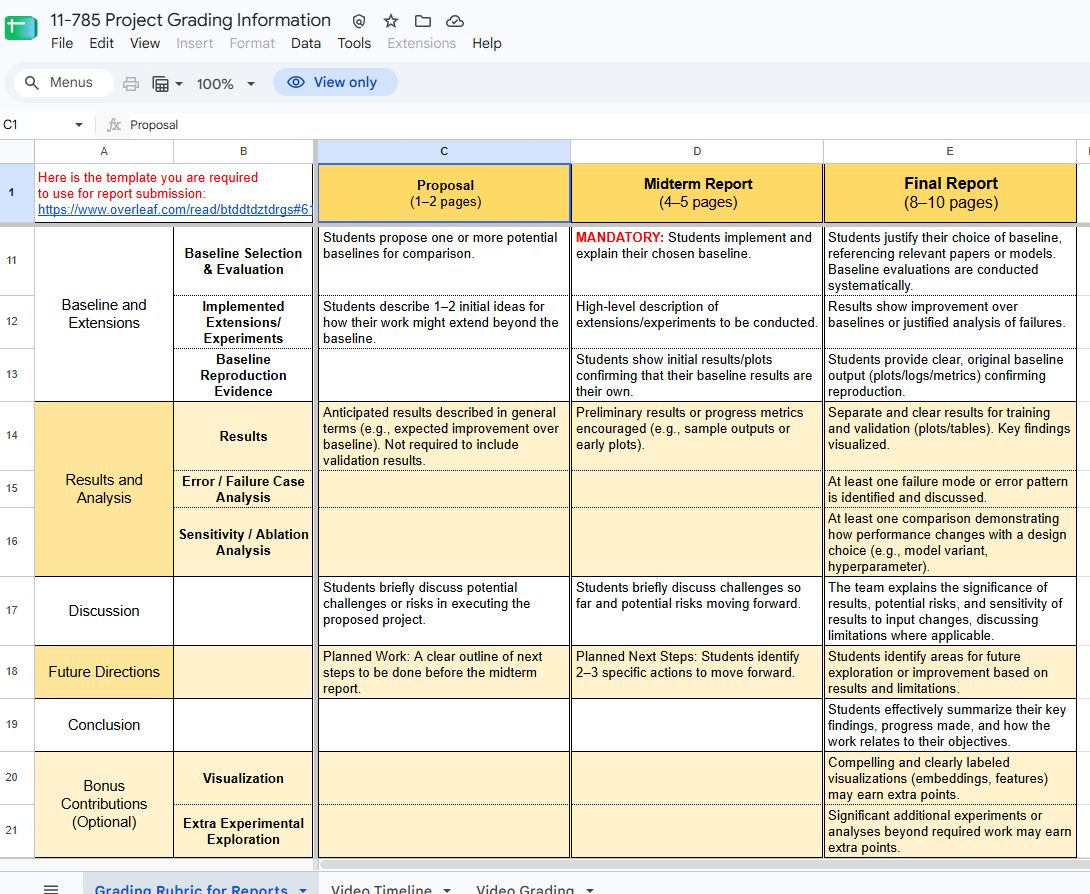 11-785 Project Grading Information
File Edit View Insert Format Data Tools Extensions Help
Menus 100% View only
C1 fx Proposal
A B C D E
1
Here is the template you are required
to use for report submission:
https://www.overleaf.com/read/btddtdztdrgs#6
Proposal
(1–2 pages)
Midterm Report
(4–5 pages)
Final Report
(8–10 pages)
Baseline and
Extensions
11
Baseline Selection
& Evaluation
Students propose one or more potential
baselines for comparison.
MANDATORY: Students implement and
explain their chosen baseline.
Students justify their choice of baseline,
referencing relevant papers or models.
Baseline evaluations are conducted
systematically.
12
Implemented
Extensions/
Experiments
Students describe 1–2 initial ideas for
how their work might extend beyond the
baseline.
High-level description of
extensions/experiments to be conducted.
Results show improvement over
baselines or justified analysis of failures.
13
Baseline
Reproduction
Evidence
Students show initial results/plots
confirming that their baseline results are
their own.
Students provide clear, original baseline
output (plots/logs/metrics) confirming
reproduction.
Results and
Analysis
14
Results
Anticipated results described in general
terms (e.g., expected improvement over
baseline). Not required to include
validation results.
Preliminary results or progress metrics
encouraged (e.g., sample outputs or
early plots).
Separate and clear results for training
and validation (plots/tables). Key findings
visualized.
15
Error / Failure Case
Analysis
At least one failure mode or error pattern
is identified and discussed.
16
Sensitivity / Ablation
Analysis
At least one comparison demonstrating
how performance changes with a design
choice (e.g., model variant,
hyperparameter).
17
Discussion
Students briefly discuss potential
challenges or risks in executing the
proposed project.
Students briefly discuss challenges so
far and potential risks moving forward.
The team explains the significance of
results, potential risks, and sensitivity of
results to input changes, discussing
limitations where applicable.
18
Future Directions
Planned Work: A clear outline of next
steps to be done before the midterm
report.
Planned Next Steps: Students identify
2–3 specific actions to move forward.
Students identify areas for future
exploration or improvement based on
results and limitations.
19
Conclusion
Students effectively summarize their key
findings, progress made, and how the
work relates to their objectives.
Bonus
Contributions
(Optional)
20
Visualization
Compelling and clearly labeled
visualizations (embeddings, features)
may earn extra points.
21
Extra Experimental
Exploration
Significant additional experiments or
analyses beyond required work may earn
extra points.
Grading Rubric for Reports Video Timeline Video Grading